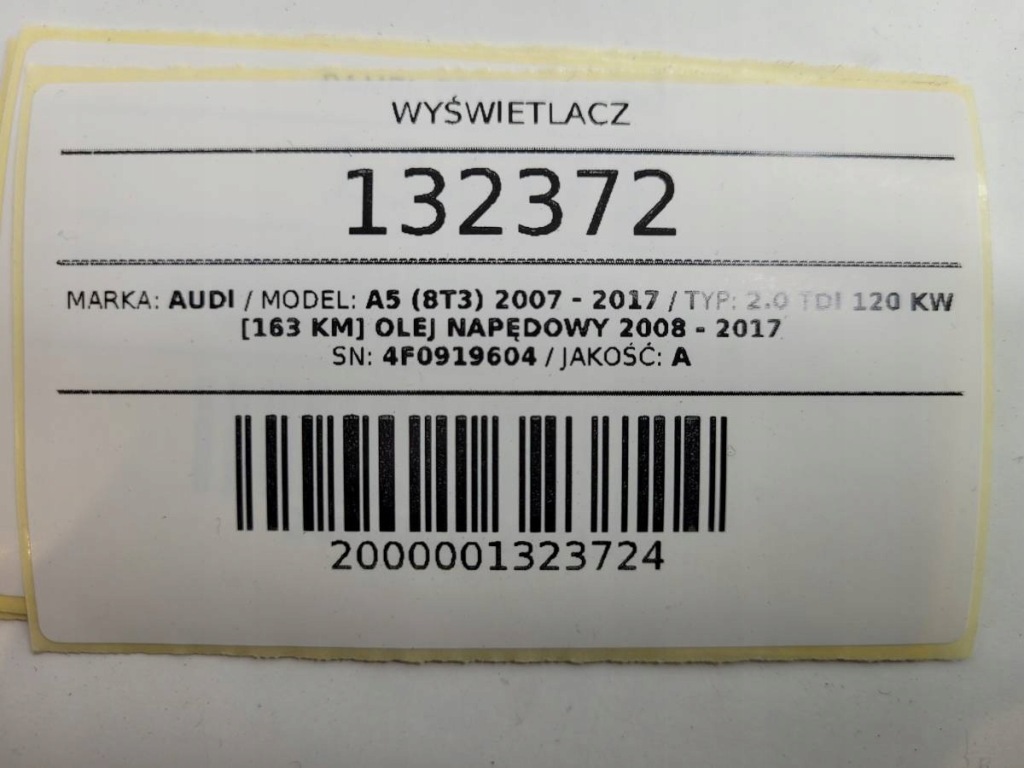 WYŚWIETLACZ
132372
MARKA: AUDI / MODEL: A5 (8T3) 2007 - 2017 / TYP: 2.0 TDI 120 KW
[163 KM] OLEJ NAPĘDOWY 2008 - 2017
SN: 4F0919604 / JAKOŚĆ: A
2000001323724